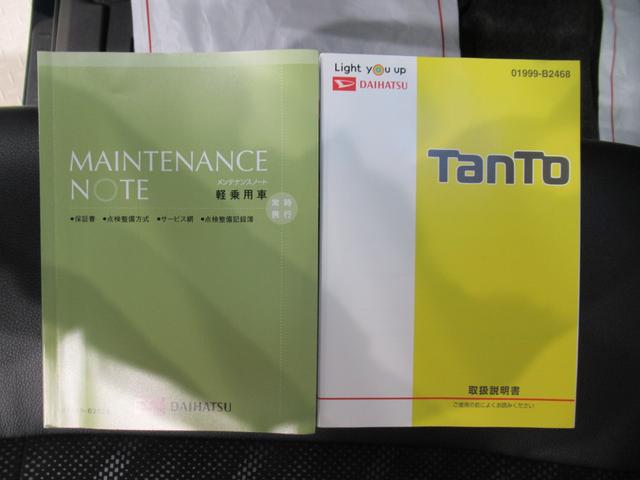 MAINTENANCE
NOTE
メンテナンスノート
軽乗用車
常時
携行
●保証書 ●点検整備方式 ●サービス網 ●点検整備記録簿
DAIHATSU
Light you up
DAIHATSU
01999-B2468
TanTo
取扱説明書
ご使用の前によくお読みください